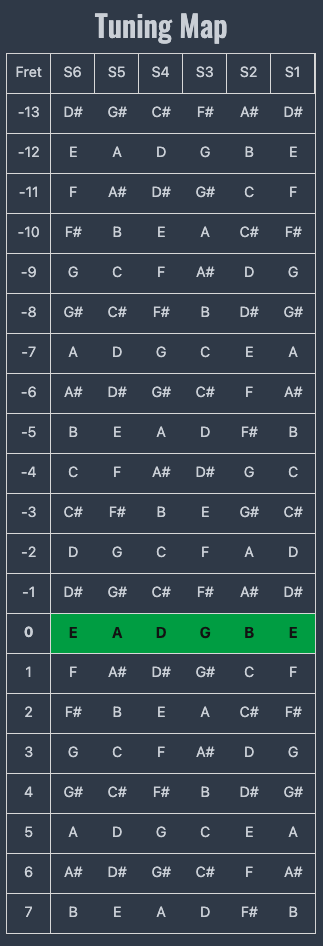 Tuning Map
Fret S6 S5 S4 S3 S2 S1
-13 D# G# C# F# A# D#
-12 E A D G B E
-11 F A# D# G# C F
-10 F# B E A C# F#
-9 G C F A# D G
-8 G# C# F# B D# G#
-7 A D G C E A
-6 A# D# G# C# F A#
-5 B E A D F# B
-4 C F A# D# G C
-3 C# F# B E G# C#
-2 D G C F A D
-1 D# G# C# F# A# D#
0 E A D G B E
1 F A# D# G# C F
2 F# B E A C# F#
3 G C F A# D G
4 G# C# F# B D# G#
5 A D G C E A
6 A# D# G# C# F A#
7 B E A D F# B